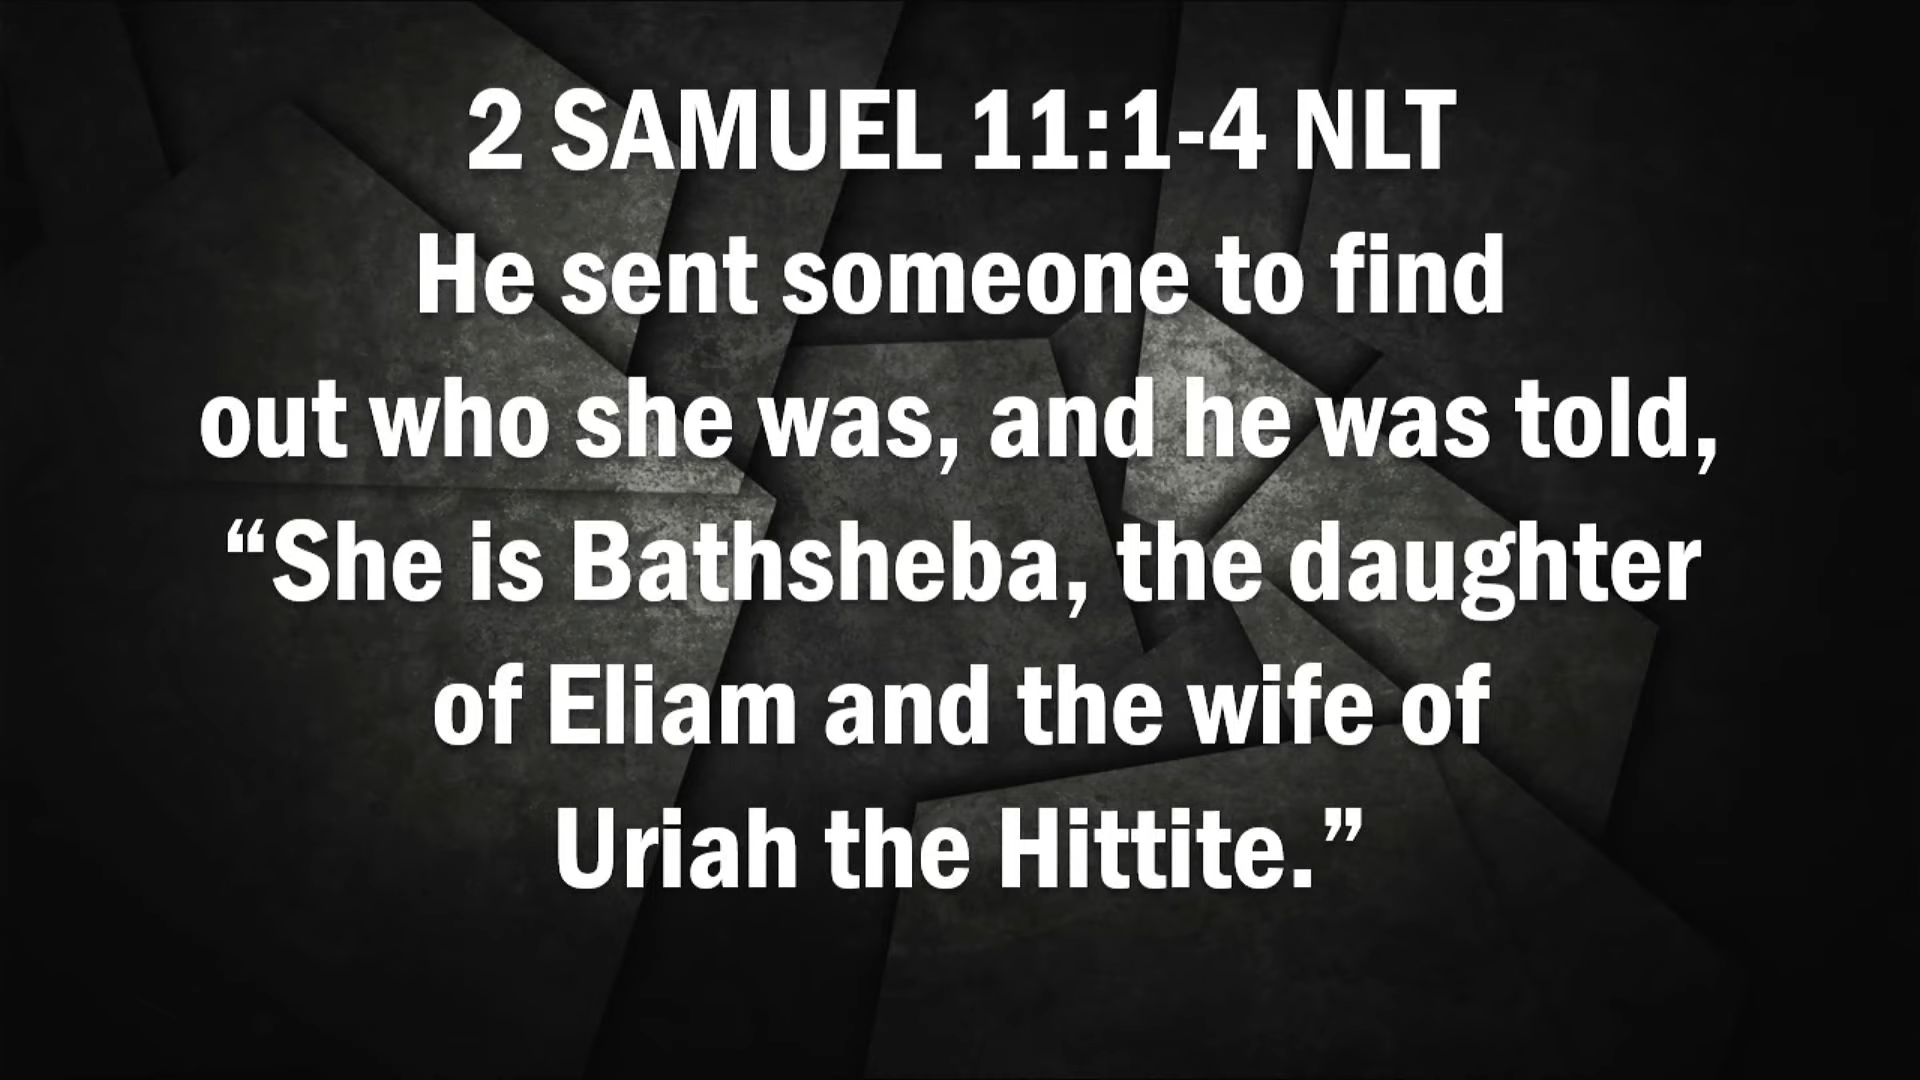 2 SAMUEL 11:1-4 NLT
He sent someone to find
out who she was, and he was told,
“She is Bathsheba, the daughter
of Eliam and the wife of
Uriah the Hittite.”